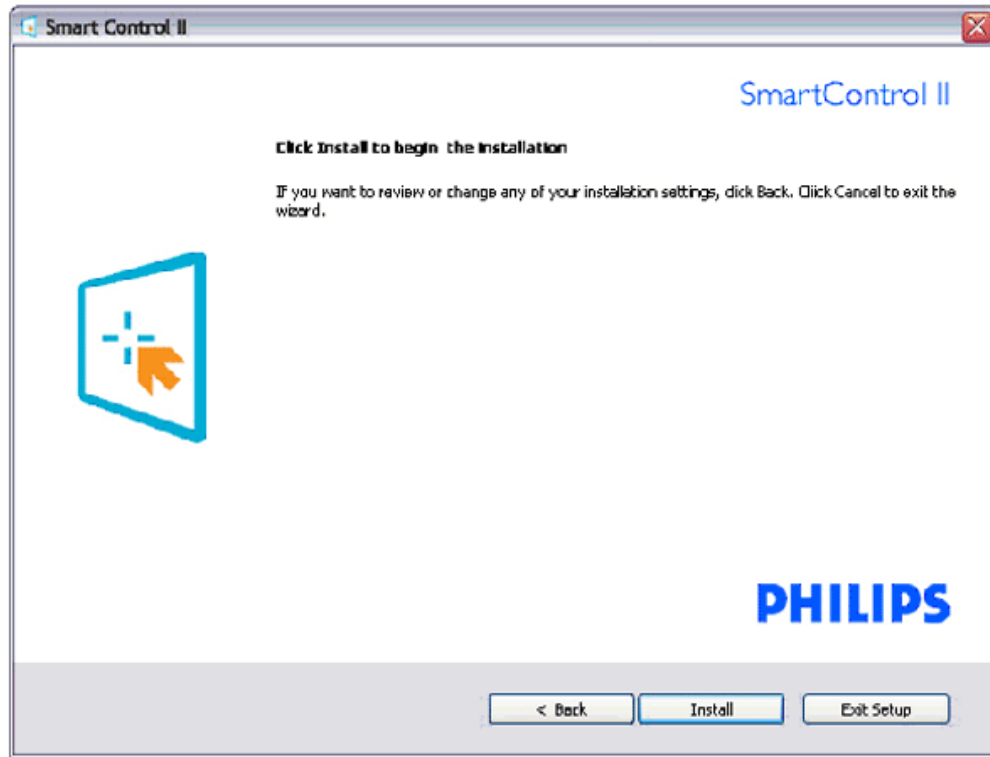 Smart Control II
SmartControl II
Click Install to begin the installation
If you want to review or change any of your installation settings, click Back. Click Cancel to exit the
wizard.
PHILIPS
< Back
Install
Exit Setup